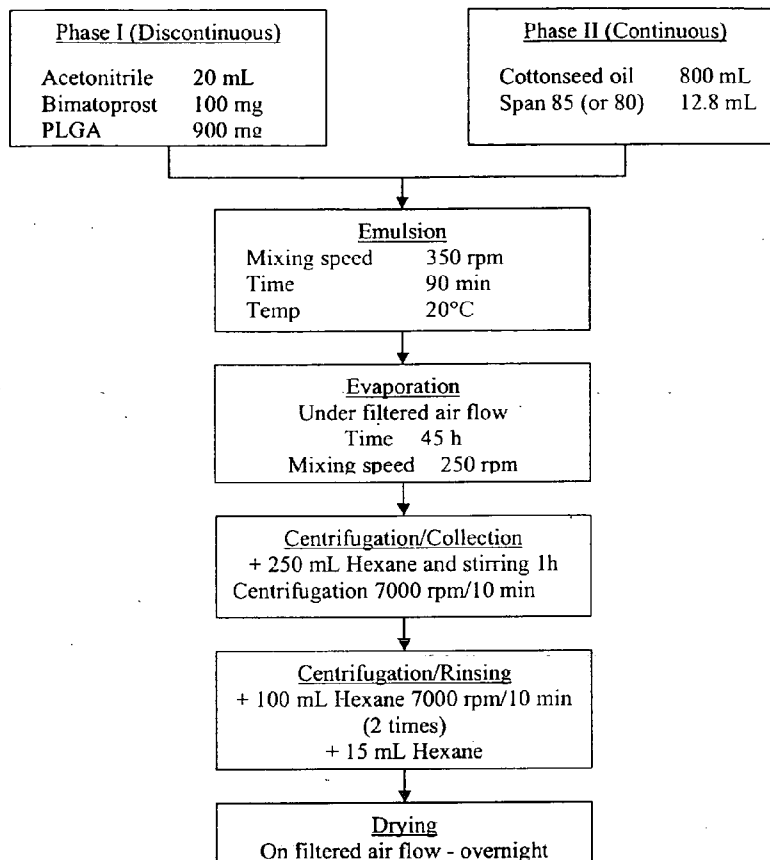 Phase I (Discontinuous)
Acetonitrile 20 mL
Bimatoprost 100 mg
PLGA 900 mg
Phase II (Continuous)
Cottonseed oil 800 mL
Span 85 (or 80) 12.8 mL
Emulsion
Mixing speed 350 rpm
Time 90 min
Temp 20°C
Evaporation
Under filtered air flow
Time 45 h
Mixing speed 250 rpm
Centrifugation/Collection
+ 250 mL Hexane and stirring 1h
Centrifugation 7000 rpm/10 min
Centrifugation/Rinsing
+ 100 mL Hexane 7000 rpm/10 min
(2 times)
+ 15 mL Hexane
Drying
On filtered air flow - overnight